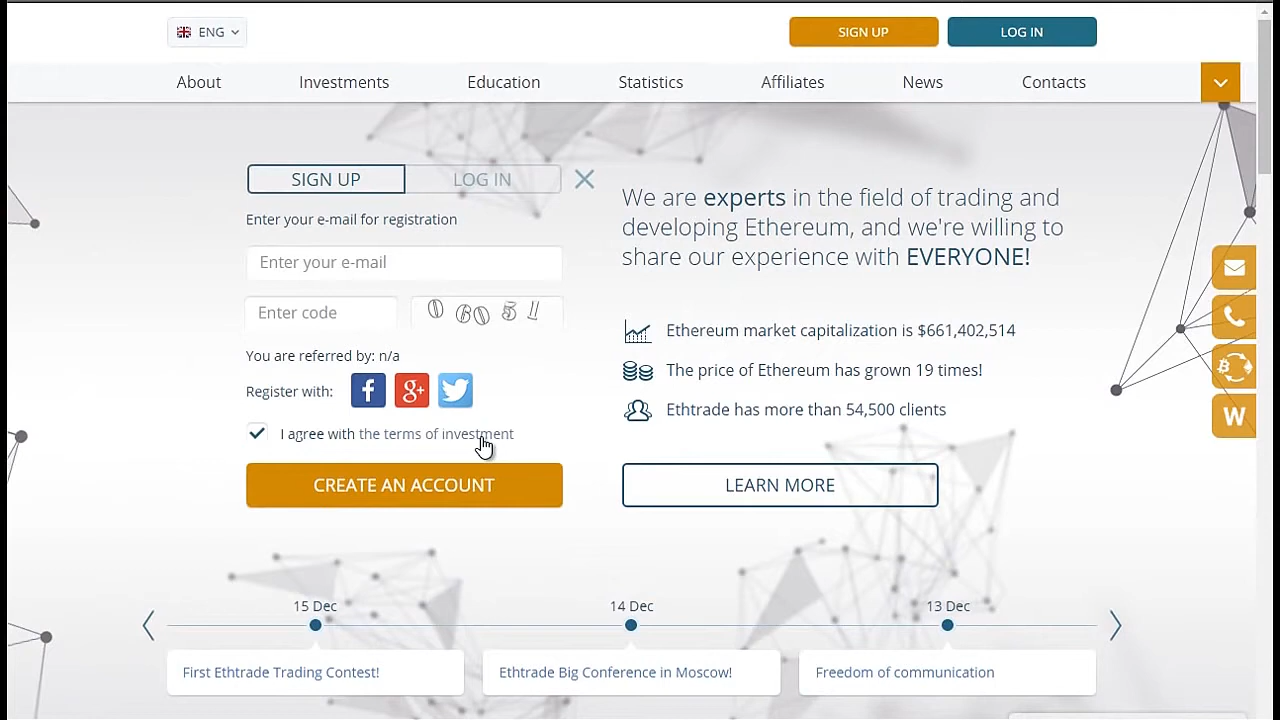 ENG
SIGN UP
LOG IN
About
Investments
Education
Statistics
Affiliates
News
Contacts
SIGN UP
LOG IN
Enter your e-mail for registration
Enter your e-mail
Enter code
0 60 5 1
You are referred by: n/a
Register with:
f
g+
I agree with the terms of investment
CREATE AN ACCOUNT
We are experts in the field of trading and
developing Ethereum, and we're willing to
share our experience with EVERYONE!
Ethereum market capitalization is $661,402,514
The price of Ethereum has grown 19 times!
Ethtrade has more than 54,500 clients
LEARN MORE
W
15 Dec
14 Dec
13 Dec
First Ethtrade Trading Contest!
Ethtrade Big Conference in Moscow!
Freedom of communication